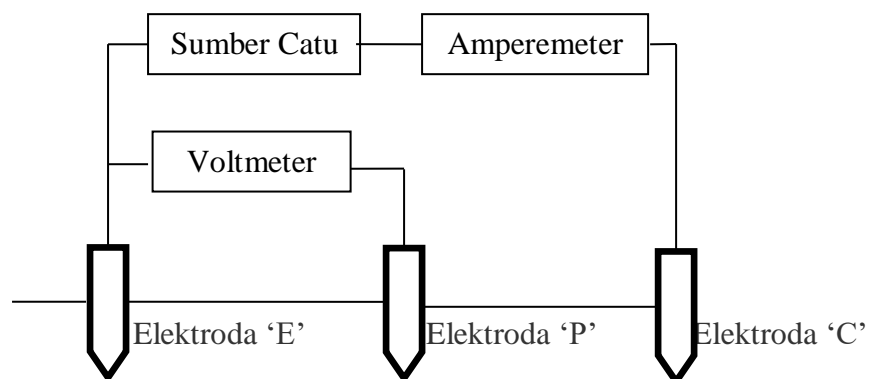 Sumber Catu
Amperemeter
Voltmeter
Elektroda ‘E’
Elektroda ‘P’
Elektroda ‘C’